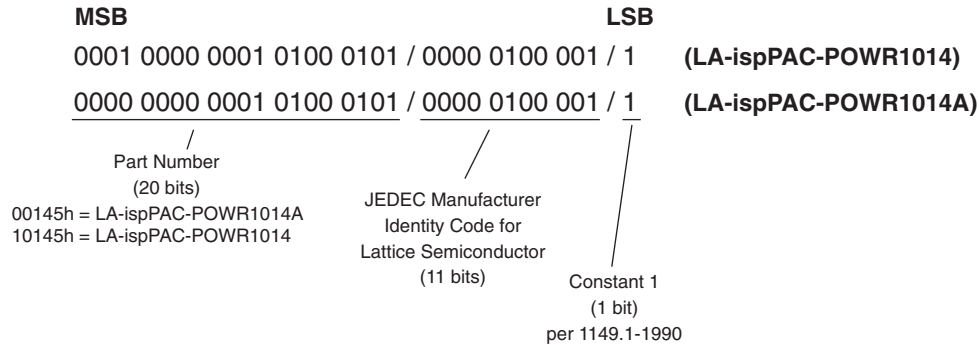 MSB LSB
0001 0000 0001 0100 0101 / 0000 0100 001 / 1 (LA-ispPAC-POWR1014)
0000 0000 0001 0100 0101 / 0000 0100 001 / 1 (LA-ispPAC-POWR1014A)
Part Number
(20 bits)
00145h = LA-ispPAC-POWR1014A
10145h = LA-ispPAC-POWR1014
JEDEC Manufacturer
Identity Code for
Lattice Semiconductor
(11 bits)
Constant 1
(1 bit)
per 1149.1-1990